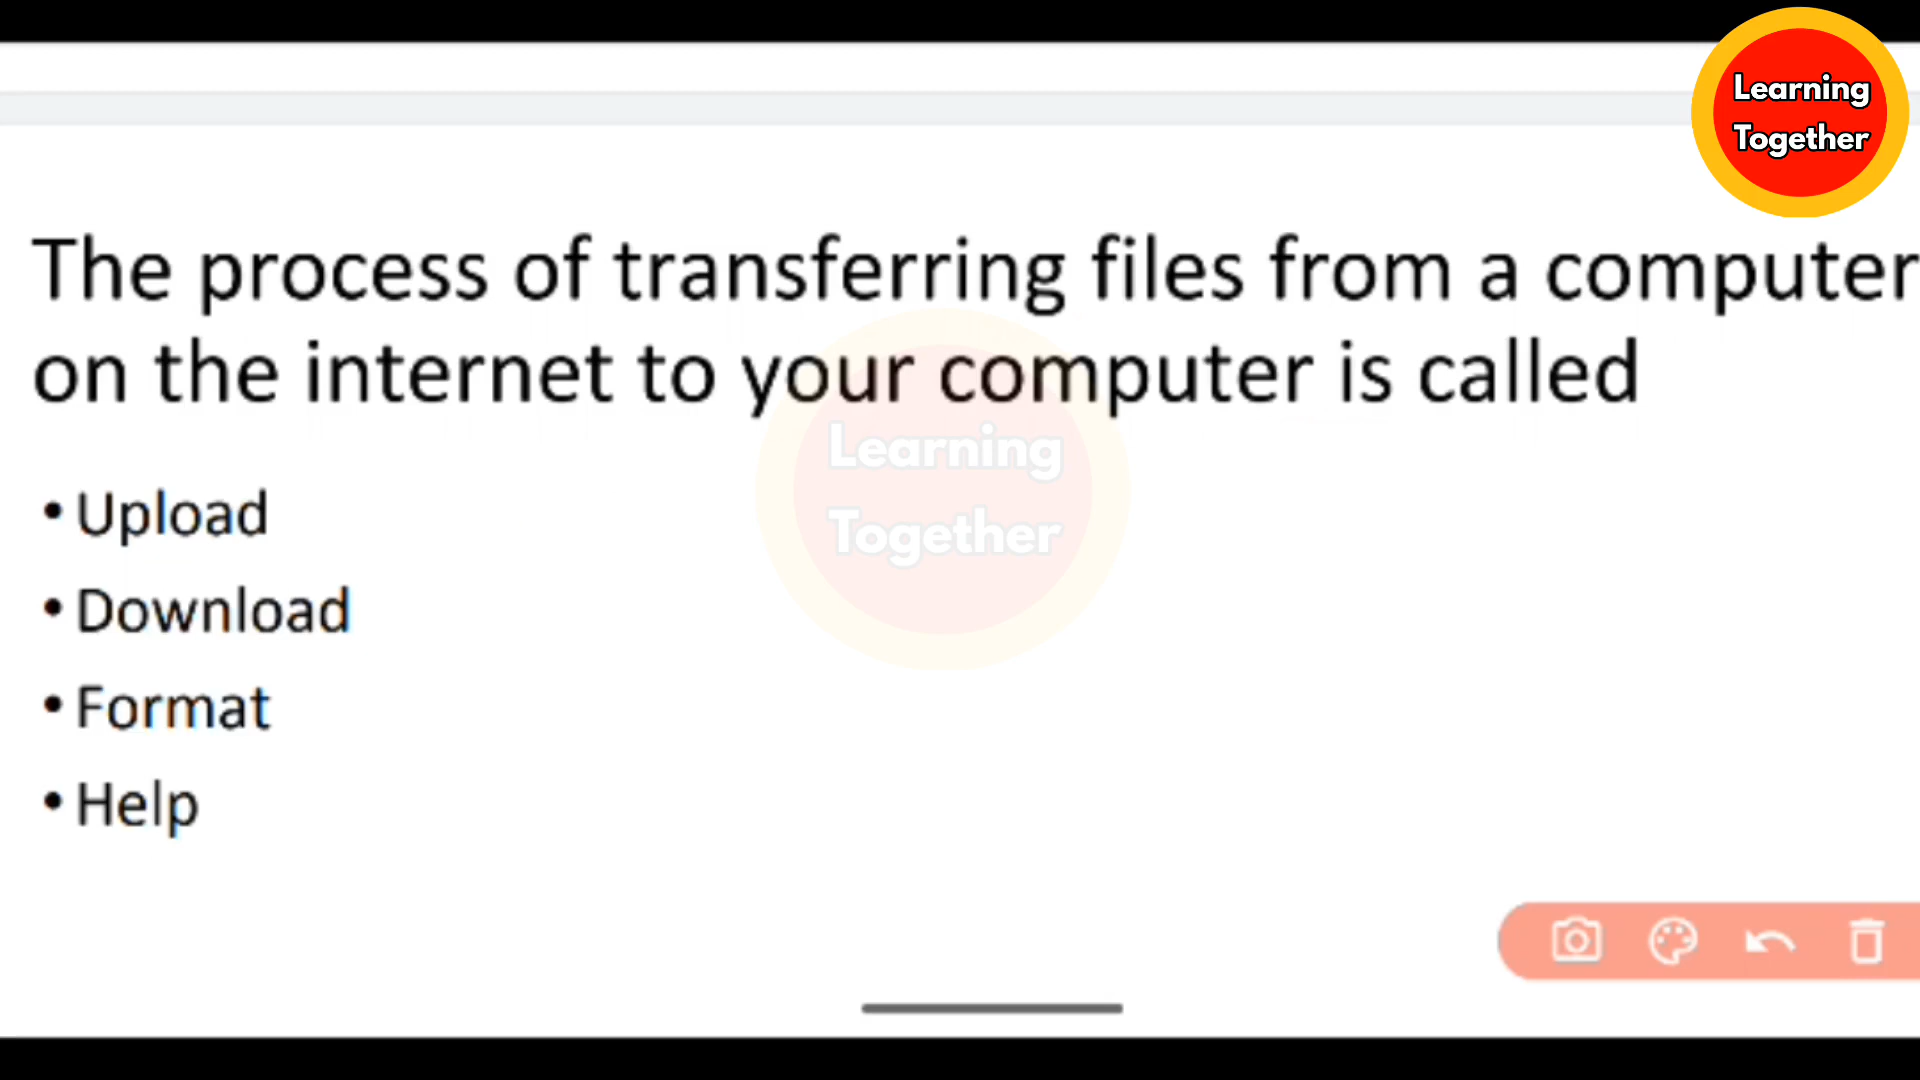 Learning
Together
The process of transferring files from a computer
on the internet to your computer is called
Learning
Together
• Upload
• Download
• Format
• Help